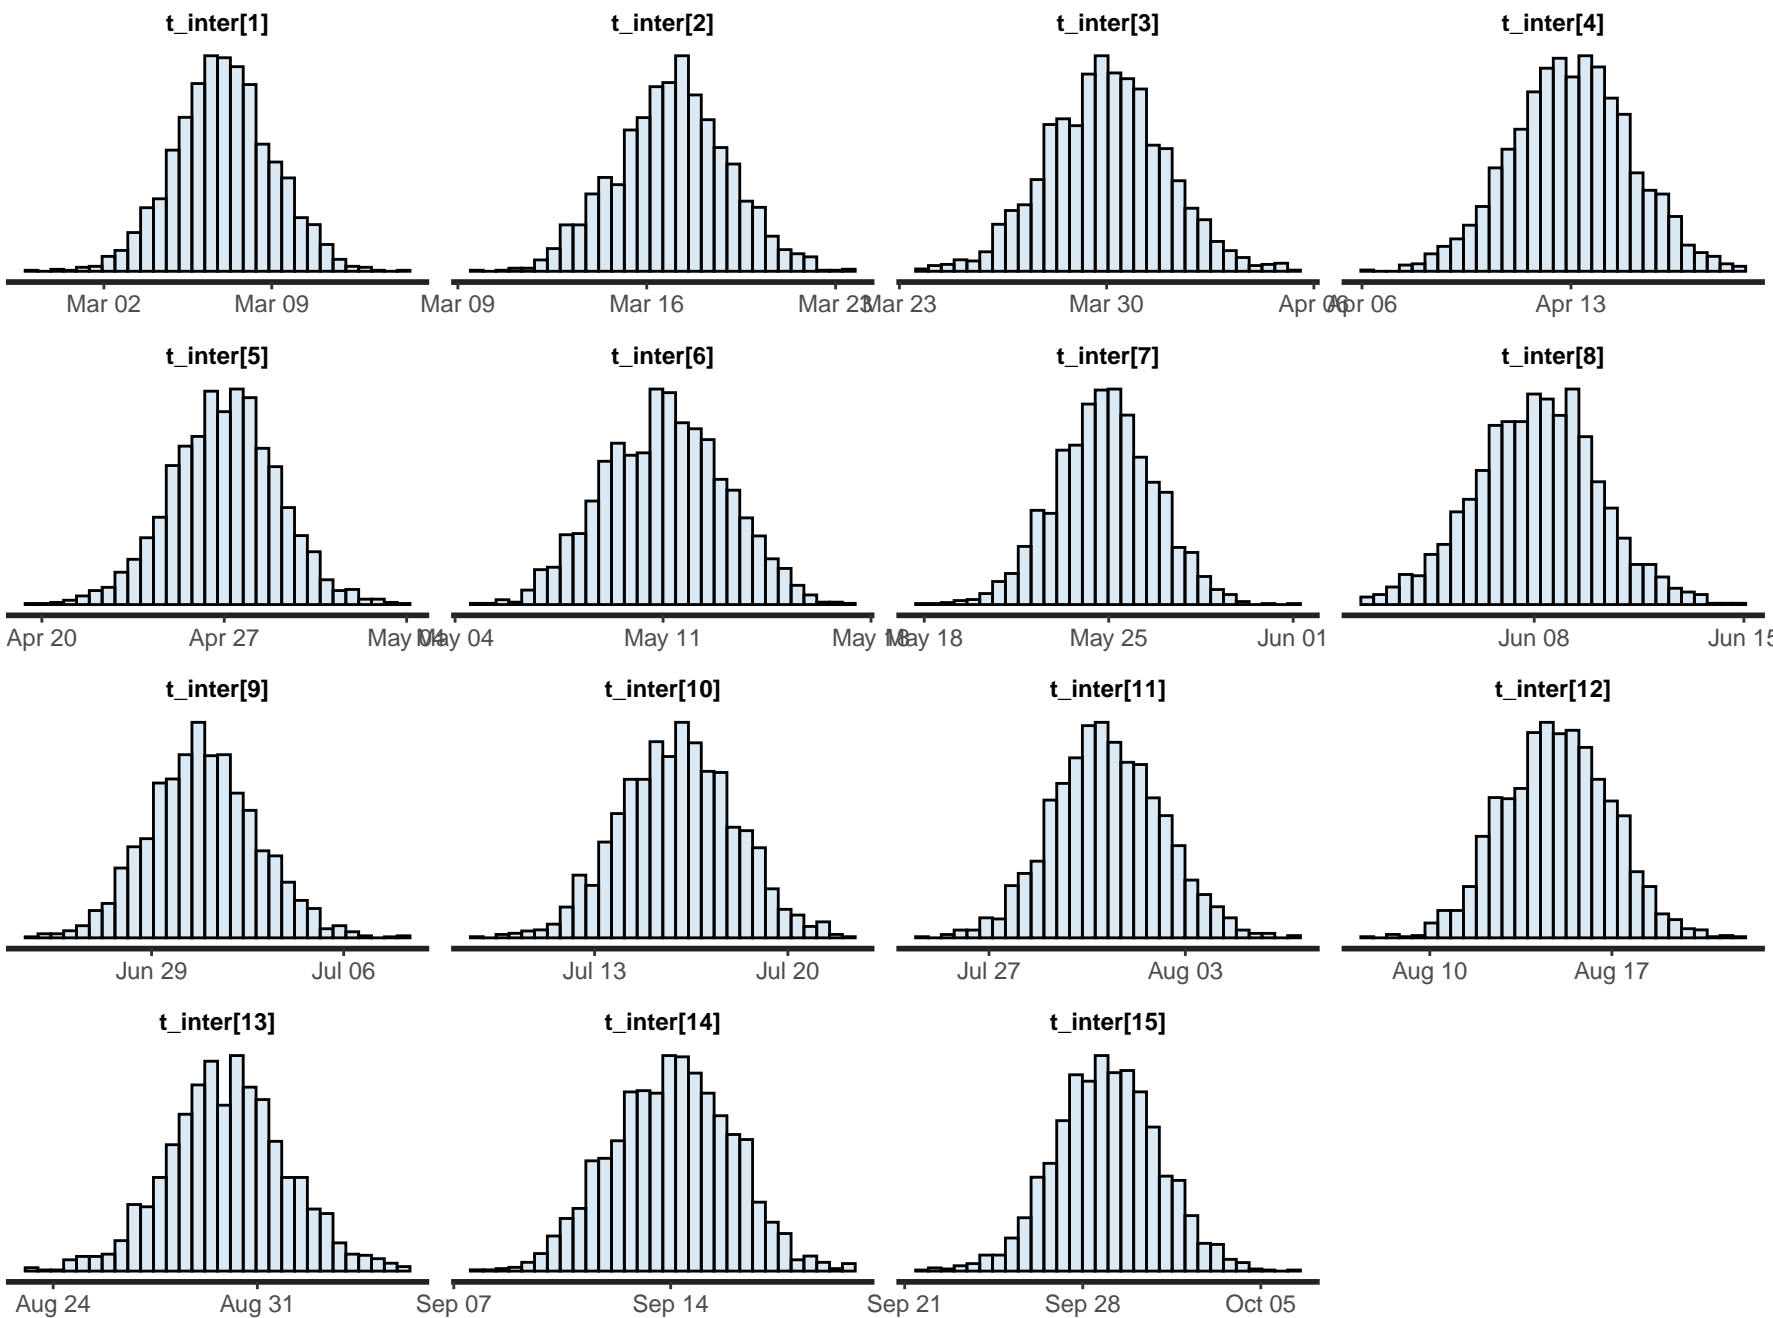 t_inter[1] t_inter[2] t_inter[3] t_inter[4]
Mar 02 Mar 09 Mar 09 Mar 16 Mar 23 Mar 23 Mar 30 Apr 06 Apr 06 Apr 13
t_inter[5] t_inter[6] t_inter[7] t_inter[8]
Apr 20 Apr 27 May 04 May 04 May 11 May 18 May 18 May 25 Jun 01 Jun 08 Jun 15
t_inter[9] t_inter[10] t_inter[11] t_inter[12]
Jun 29 Jul 06 Jul 13 Jul 20 Jul 27 Aug 03 Aug 10 Aug 17
t_inter[13] t_inter[14] t_inter[15]
Aug 24 Aug 31 Sep 07 Sep 14 Sep 21 Sep 28 Oct 05